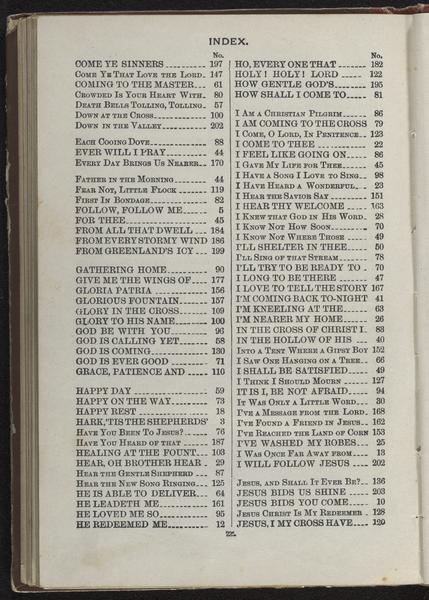 INDEX.
No.
COME YE SINNERS 197
Come Ye That Love the Lord 147
COMING TO THE MASTER 61
Crowded Is Your Heart With 80
Death Bells Tolling, Tolling 57
Down at the Cross 100
Down in the Valley 202
Each Cooing Dove 88
EVER WILL I PRAY 44
Every Day Brings Us Nearer 170
Father in the Morning 44
Fear Not, Little Flock 119
First In Bondage 82
FOLLOW, FOLLOW ME 5
FOR THEE 45
FROM ALL THAT DWELL 184
FROM EVERY STORMY WIND 186
FROM GREENLAND'S ICY 199
GATHERING HOME 90
GIVE ME THE WINGS OF 177
GLORIA PATRIA 156
GLORIOUS FOUNTAIN 157
GLORY IN THE CROSS 109
GLORY TO HIS NAME 100
GOD BE WITH YOU 96
GOD IS CALLING YET 58
GOD IS COMING 130
GOD IS EVER GOOD 71
GRACE, PATIENCE AND 110
HAPPY DAY 59
HAPPY ON THE WAY 73
HAPPY REST 18
HARK, 'TIS THE SHEPHERDS' 3
Have You Been To Jesus? 76
Have You Heard of that 187
HEALING AT THE FOUNT 103
HEAR, OH BROTHER HEAR 29
Hear the Gentle Shepherd 87
Hear the New Song Ringing 125
HE IS ABLE TO DELIVER 64
HE LEADETH ME 161
HE LOVED ME SO 95
HE REDEEMED ME 12
No.
HO, EVERY ONE THAT 182
HOLY! HOLY! LORD 122
HOW GENTLE GOD'S 195
HOW SHALL I COME TO 81
I Am a Christian Pilgrim 86
I AM COMING TO THE CROSS 79
I Come, O Lord, In Penitence 123
I COME TO THEE 22
I FEEL LIKE GOING ON 86
I Gave My Life for Thee 45
I Have a Song I Love to Sing 98
I Have Heard a Wonderful 23
I Hear the Savior Say 151
I HEAR THY WELCOME 163
I Knew that God in His Word 28
I Know Not How Soon 70
I Know Not Where Those 49
I'LL SHELTER IN THEE 50
I'll Sing of that Stream 78
I'LL TRY TO BE READY TO 70
I LONG TO BE THERE 47
I LOVE TO TELL THE STORY 167
I'M COMING BACK TO-NIGHT 41
I'M KNEELING AT THE 63
I'M NEARER MY HOME 26
IN THE CROSS OF CHRIST I 83
IN THE HOLLOW OF HIS 40
Into a Tent Where a Gipsy Boy 152
I Saw One Hanging on a Tree 66
I SHALL BE SATISFIED 49
I Think I Should Mourn 127
IT IS I, BE NOT AFRAID 94
It Was Only a Little Word 30
I've a Message from the Lord 168
I've Found a Friend in Jesus 162
I've Reached the Land of Corn 153
I'VE WASHED MY ROBES 25
I Was Once Far Away from 13
I WILL FOLLOW JESUS 202
Jesus, and Shall It Ever Be? 136
JESUS BIDS US SHINE 203
JESUS BIDS YOU COME 10
Jesus Christ Is My Redeemer 128
JESUS, I MY CROSS HAVE 120